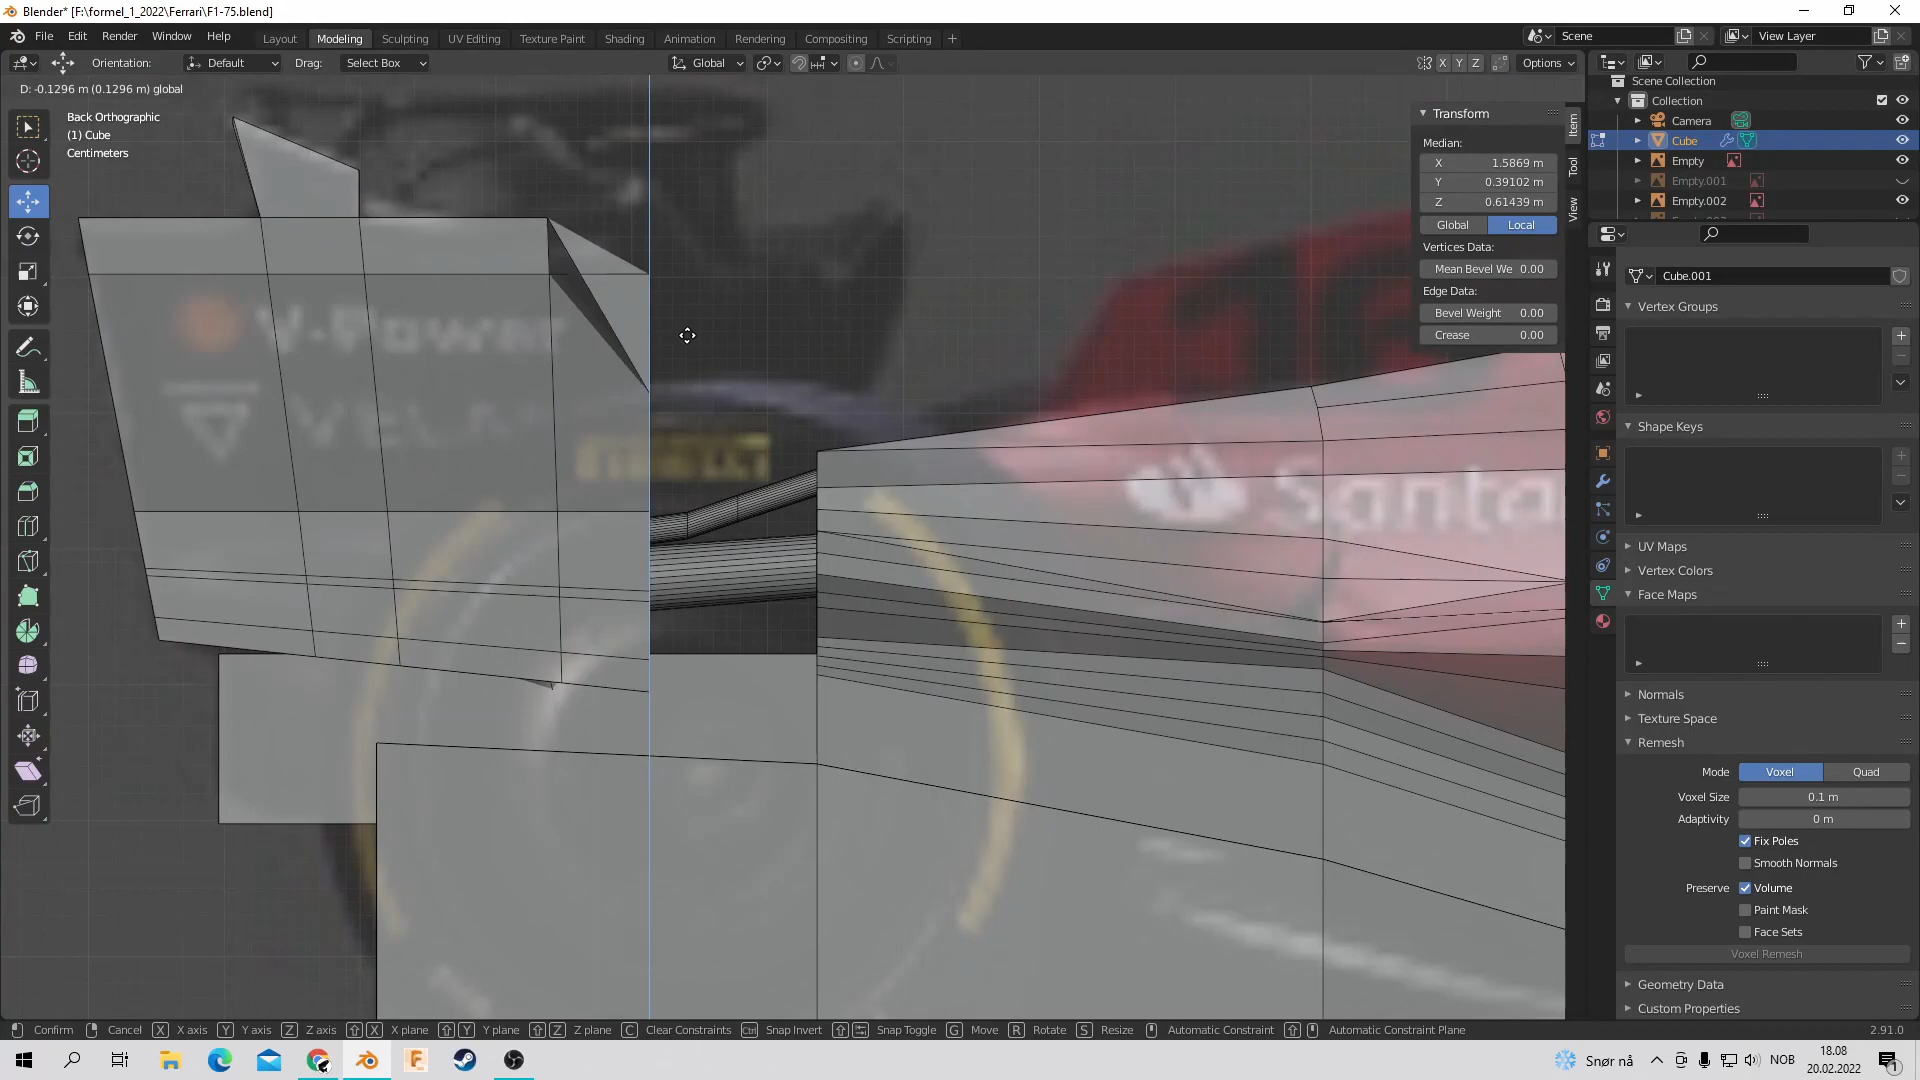 Blender* [F:\formel_1_2022\Ferrari\F1-75.blend]
File Edit Render Window Help Layout Modeling Sculpting UV Editing Texture Paint Shading Animation Rendering Compositing Scripting + Scene View Layer
Orientation: Default Drag: Select Box Global X Y Z Options
D: -0.1296 m (0.1296 m) global
Back Orthographic
(1) Cube
Centimeters
Transform
Median:
X 1.5869 m
Y 0.39102 m
Z 0.61439 m
Global Local
Vertices Data:
Mean Bevel We 0.00
Edge Data:
Bevel Weight 0.00
Crease 0.00
Item
Tool
View
Scene Collection
Collection
Camera
Cube
Empty
Empty.001
Empty.002
Cube.001
Vertex Groups
Shape Keys
UV Maps
Vertex Colors
Face Maps
Normals
Texture Space
Remesh
Mode Voxel Quad
Voxel Size 0.1 m
Adaptivity 0 m
Fix Poles
Smooth Normals
Preserve Volume
Paint Mask
Face Sets
Voxel Remesh
Geometry Data
Custom Properties
V-Power
VELAS
PIRELLI
Santa
Confirm Cancel X X axis Y Y axis Z Z axis X X plane Y Y plane Z Z plane C Clear Constraints Ctrl Snap Invert Snap Toggle G Move R Rotate S Resize Automatic Constraint Automatic Constraint Plane 2.91.0
Snør nå NOB 18.08
20.02.2022
1